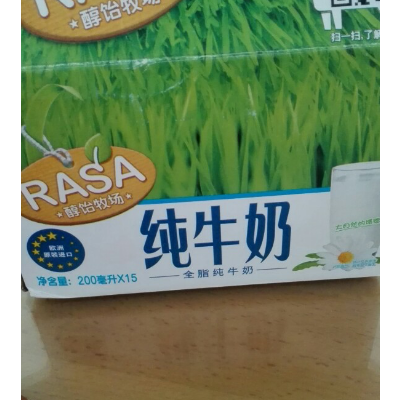 RASA
醇饴牧场
扫一扫,了解
RASA
醇饴牧场
欧洲
原装进口
纯牛奶
全脂纯牛奶
净含量: 200毫升X15